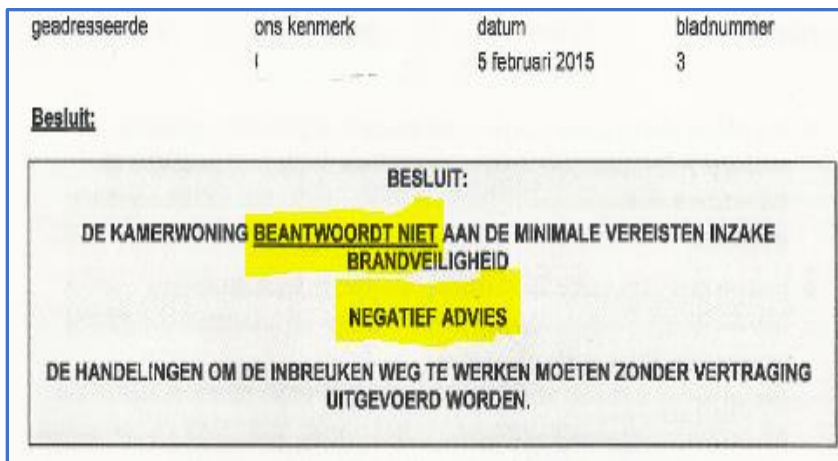 geadresseerde ons kenmerk datum bladnummer
5 februari 2015 3
Besluit:
BESLUIT:
DE KAMERWONING BEANTWOORDT NIET AAN DE MINIMALE VEREISTEN INZAKE
BRANDVEILIGHEID
NEGATIEF ADVIES
DE HANDELINGEN OM DE INBREUKEN WEG TE WERKEN MOETEN ZONDER VERTRAGING
UITGEVOERD WORDEN.